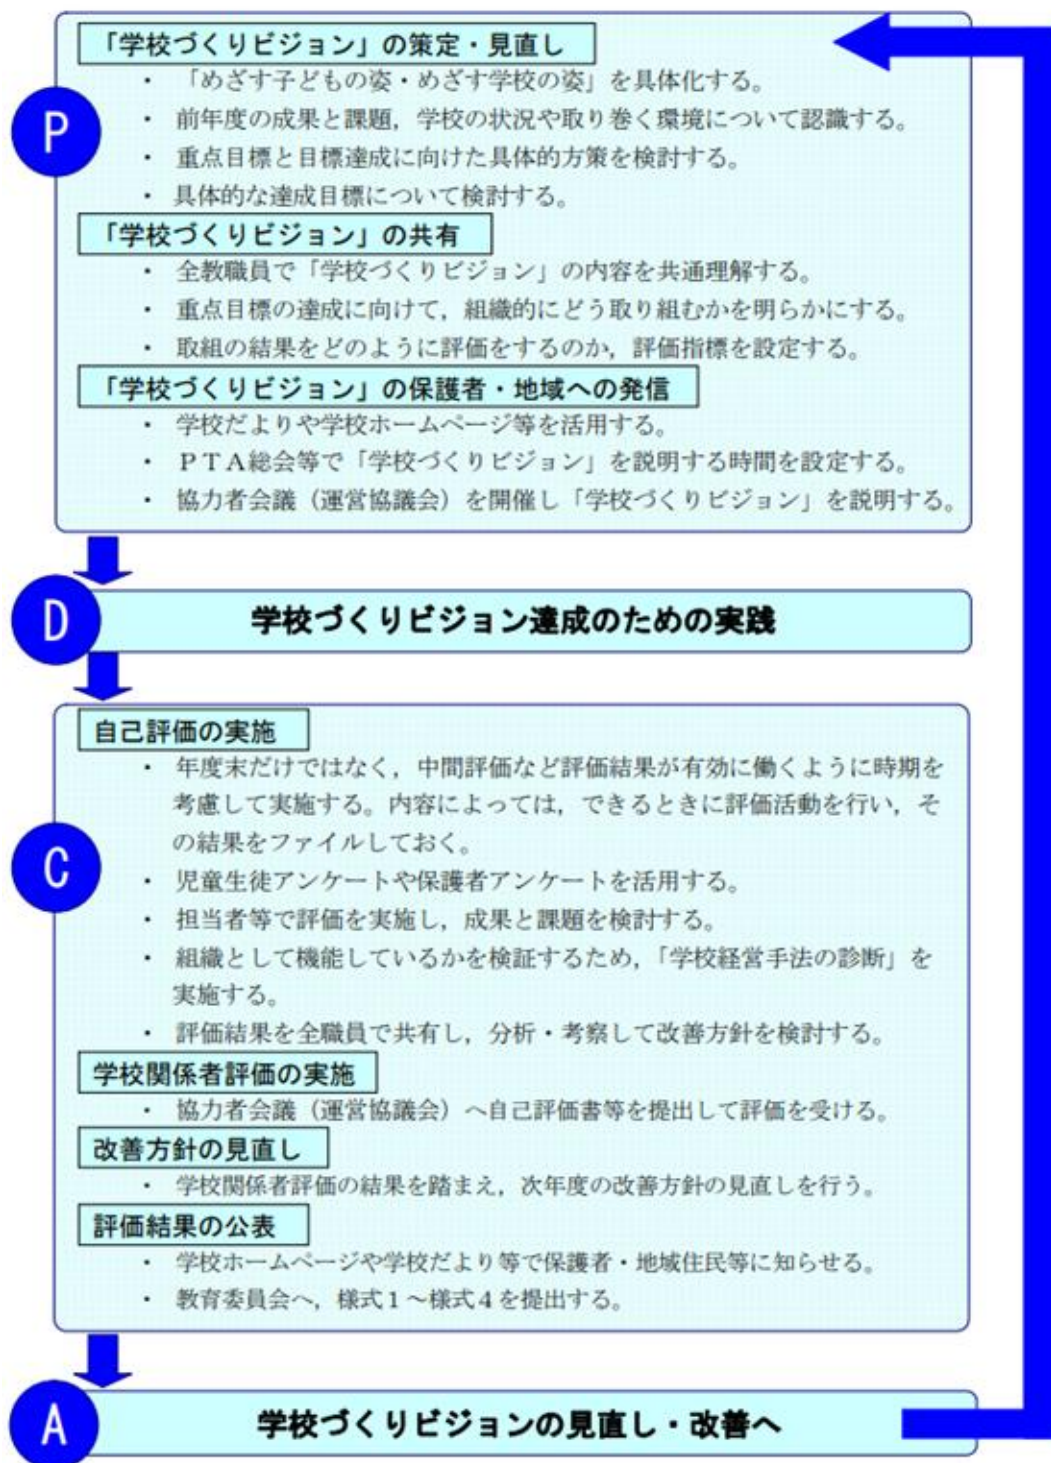 「学校づくりビジョン」の策定・見直し
・ 「めざす子どもの姿・めざす学校の姿」を具体化する。
P
・ 前年度の成果と課題，学校の状況や取り巻く環境について認識する。
・ 重点目標と目標達成に向けた具体的方策を検討する。
・ 具体的な達成目標について検討する。
「学校づくりビジョン」の共有
・ 全教職員で「学校づくりビジョン」の内容を共通理解する。
・ 重点目標の達成に向けて，組織的にどう取り組むかを明らかにする。
・ 取組の結果をどのように評価をするのか，評価指標を設定する。
「学校づくりビジョン」の保護者・地域への発信
・ 学校だよりや学校ホームページ等を活用する。
・ ＰＴＡ総会等で「学校づくりビジョン」を説明する時間を設定する。
・ 協力者会議（運営協議会）を開催し「学校づくりビジョン」を説明する。
D
学校づくりビジョン達成のための実践
自己評価の実施
・ 年度末だけではなく，中間評価など評価結果が有効に働くように時期を
考慮して実施する。内容によっては，できるときに評価活動を行い，そ
の結果をファイルしておく。
C
・ 児童生徒アンケートや保護者アンケートを活用する。
・ 担当者等で評価を実施し，成果と課題を検討する。
・ 組織として機能しているかを検証するため，「学校経営手法の診断」を
実施する。
・ 評価結果を全職員で共有し，分析・考察して改善方針を検討する。
学校関係者評価の実施
・ 協力者会議（運営協議会）へ自己評価書等を提出して評価を受ける。
改善方針の見直し
・ 学校関係者評価の結果を踏まえ，次年度の改善方針の見直しを行う。
評価結果の公表
・ 学校ホームページや学校だより等で保護者・地域住民等に知らせる。
・ 教育委員会へ，様式１～様式４を提出する。
A
学校づくりビジョンの見直し・改善へ